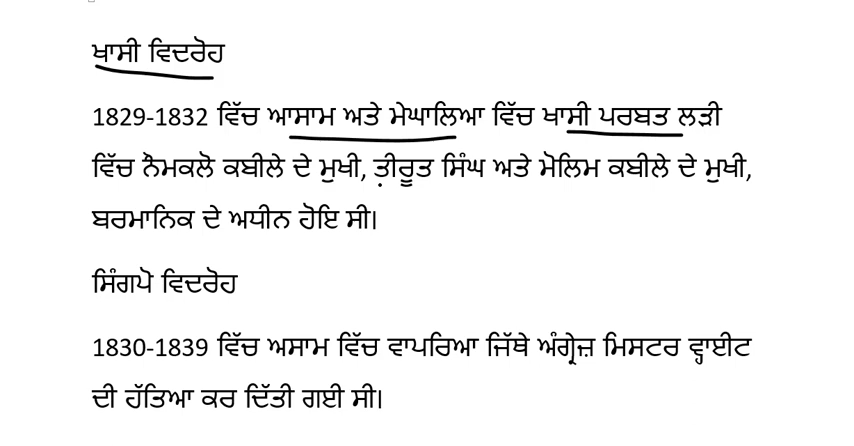 ਖਾਸੀ ਵਿਦਰੋਹ
1829-1832 ਵਿੱਚ ਆਸਾਮ ਅਤੇ ਮੇਘਾਲਿਆ ਵਿੱਚ ਖਾਸੀ ਪਰਬਤ ਲੜੀ
ਵਿੱਚ ਨੈਮਕਲੋ ਕਬੀਲੇ ਦੇ ਮੁਖੀ, ਤ੍ਰੀਰੂਤ ਸਿੰਘ ਅਤੇ ਮੋਲਿਮ ਕਬੀਲੇ ਦੇ ਮੁਖੀ,
ਬਰਮਾਨਿਕ ਦੇ ਅਧੀਨ ਹੋਇ ਸੀ।
ਸਿੰਗਪੋ ਵਿਦਰੋਹ
1830-1839 ਵਿੱਚ ਅਸਾਮ ਵਿੱਚ ਵਾਪਰਿਆ ਜਿੱਥੇ ਅੰਗ੍ਰੇਜ਼ ਮਿਸਟਰ ਵ੍ਹਾਈਟ
ਦੀ ਹੱਤਿਆ ਕਰ ਦਿੱਤੀ ਗਈ ਸੀ।